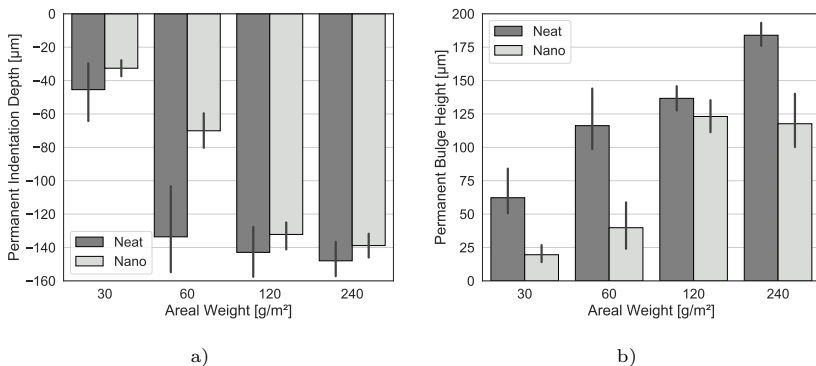 0
−20
−40
−60
−80
−100
−120
−140
−160
Permanent Indentation Depth [µm]
Neat
Nano
30 60 120 240
Areal Weight [g/m²]
a)
200
175
150
125
100
75
50
25
0
Permanent Bulge Height [µm]
Neat
Nano
30 60 120 240
Areal Weight [g/m²]
b)